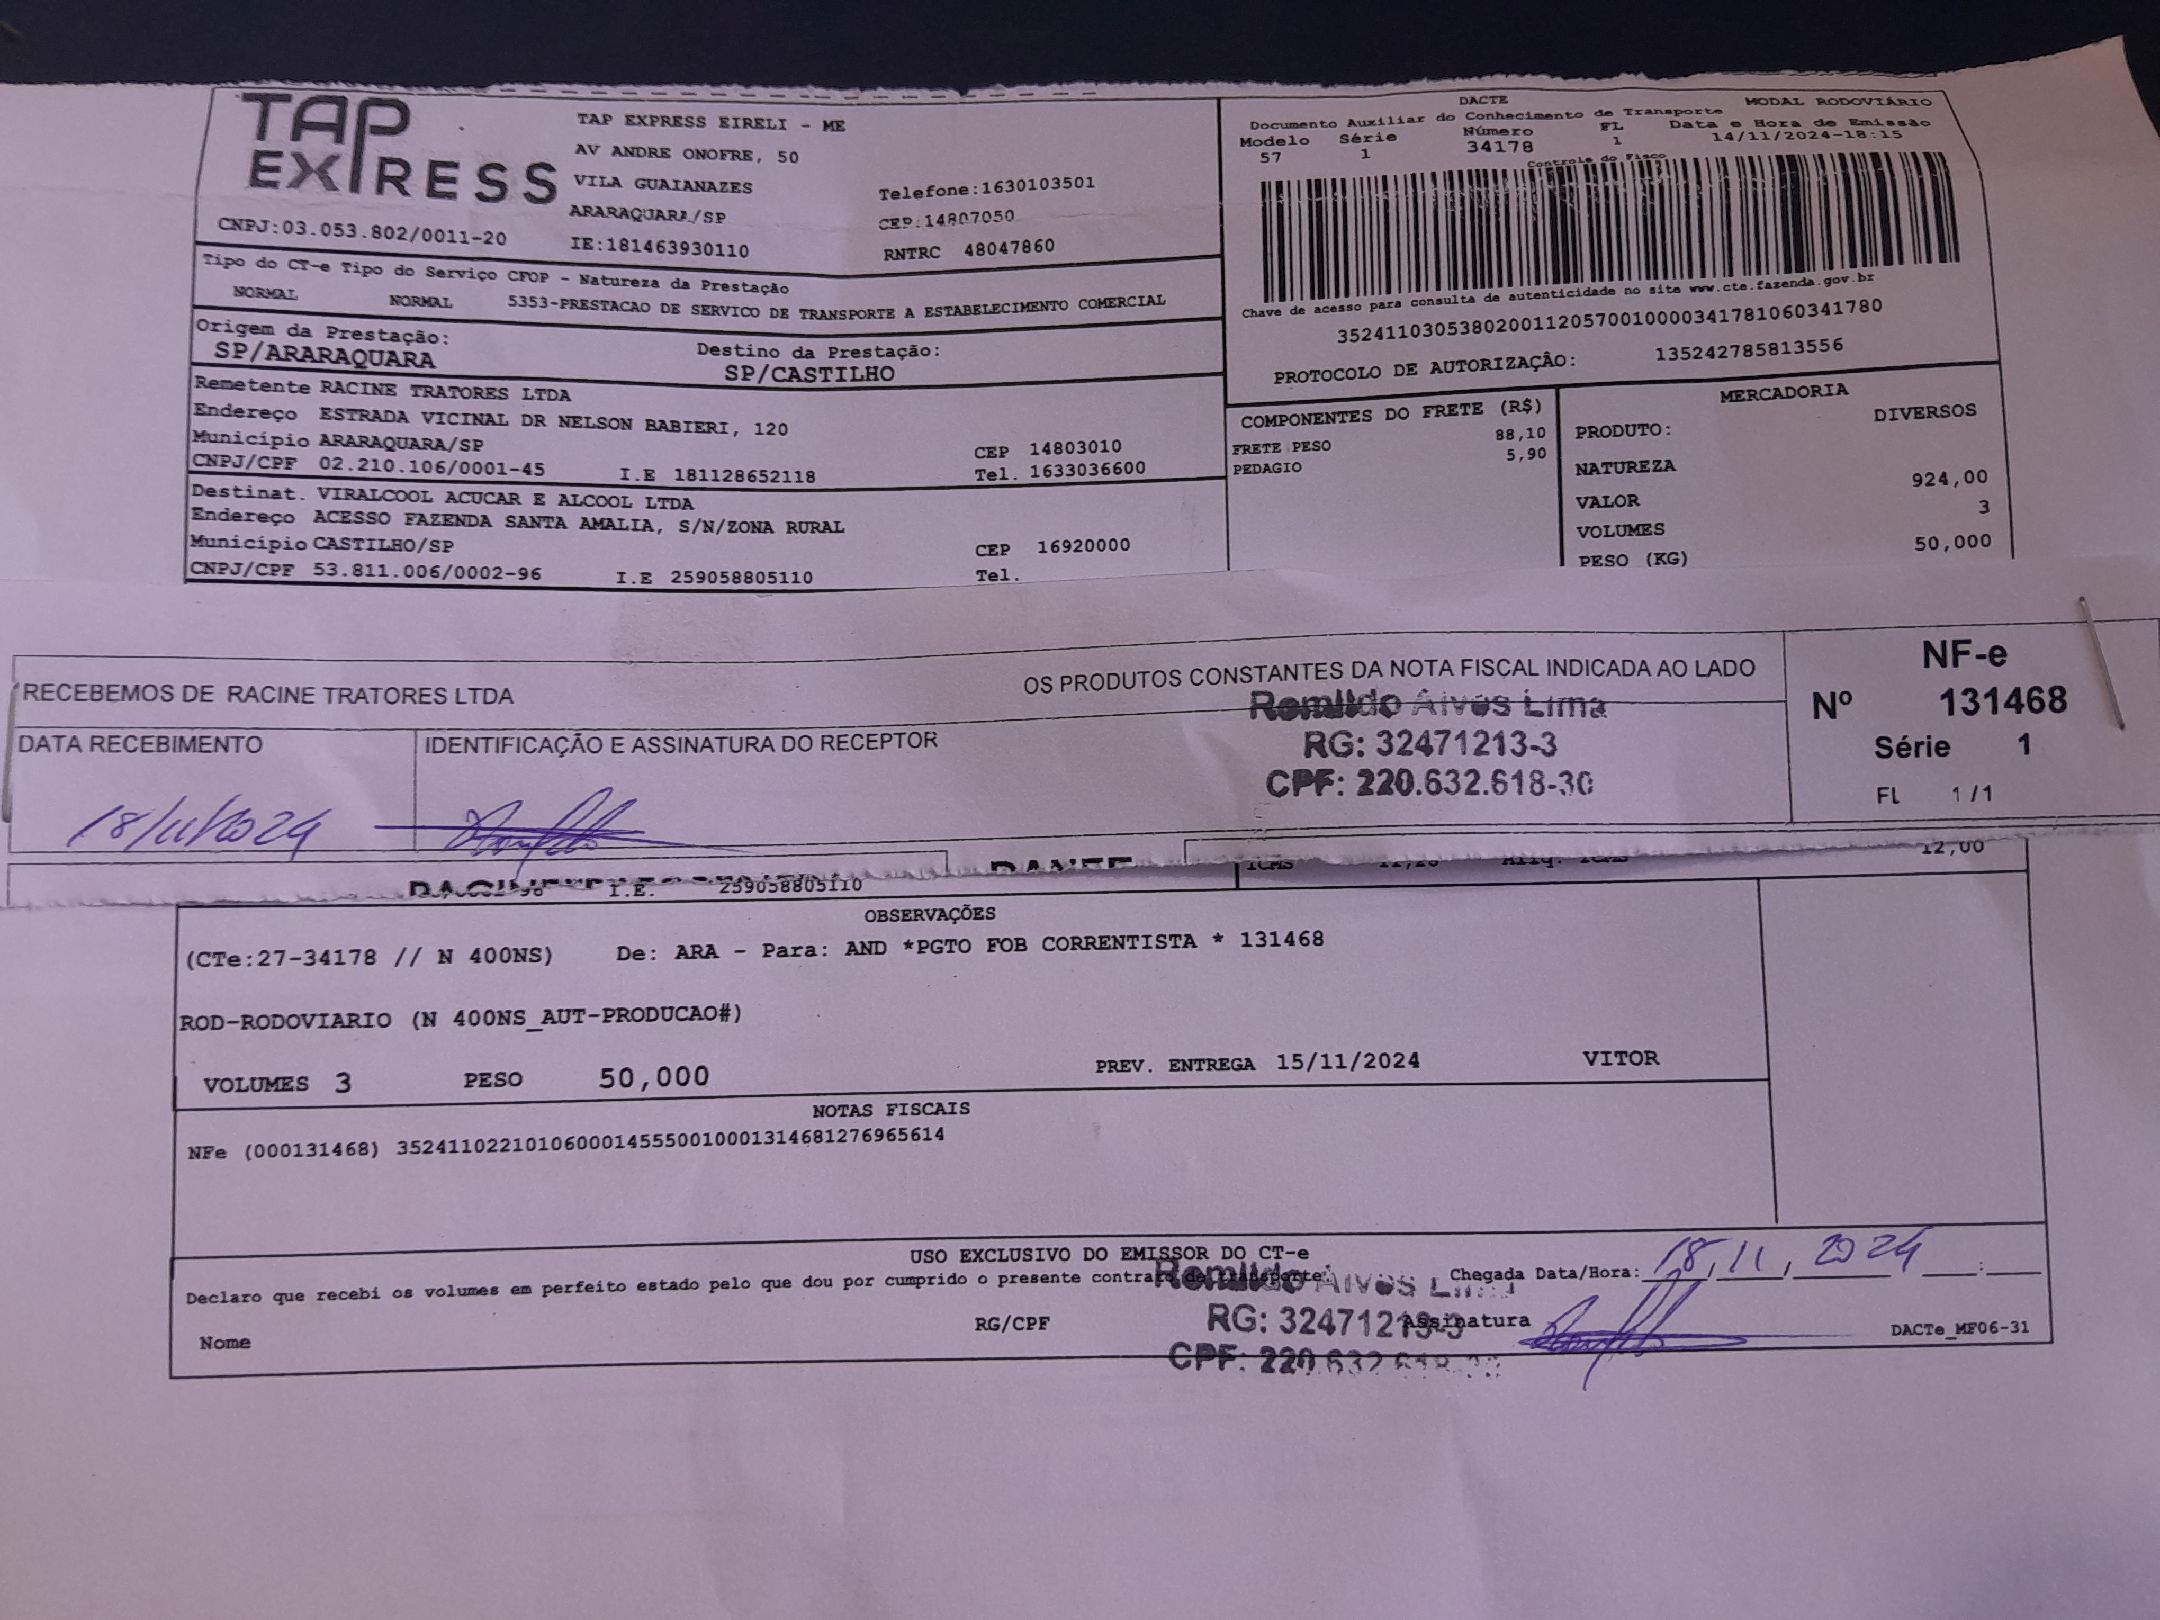 TAP EXPRESS
TAP EXPRESS EIRELI - ME
AV ANDRE ONOFRE, 50
VILA GUAIANAZES
Telefone:1630103501
ARARAQUARA/SP
CEP:14807050
CNPJ:03.053.802/0011-20
IE:181463930110
RNTRC 48047860
DACTE MODAL RODOVIÁRIO
Documento Auxiliar do Conhecimento de Transporte
Modelo Série Número FL Data e Hora de Emissão
57 1 34178 1 14/11/2024-18:15
Controle do Fisco
Chave de acesso para consulta de autenticidade no site www.cte.fazenda.gov.br
35241103053802001120570010000341781060341780
PROTOCOLO DE AUTORIZAÇÃO: 135242785813556
Tipo do CT-e Tipo do Serviço CFOP - Natureza da Prestação
NORMAL NORMAL 5353-PRESTACAO DE SERVICO DE TRANSPORTE A ESTABELECIMENTO COMERCIAL
Origem da Prestação: Destino da Prestação:
SP/ARARAQUARA SP/CASTILHO
Remetente RACINE TRATORES LTDA
Endereço ESTRADA VICINAL DR NELSON BABIERI, 120
Município ARARAQUARA/SP CEP 14803010
CNPJ/CPF 02.210.106/0001-45 I.E 181128652118 Tel. 1633036600
Destinat. VIRALCOOL ACUCAR E ALCOOL LTDA
Endereço ACESSO FAZENDA SANTA AMALIA, S/N/ZONA RURAL
Município CASTILHO/SP CEP 16920000
CNPJ/CPF 53.811.006/0002-96 I.E 259058805110 Tel.
COMPONENTES DO FRETE (R$)
FRETE PESO 88,10
PEDAGIO 5,90
MERCADORIA
PRODUTO: DIVERSOS
NATUREZA
VALOR 924,00
VOLUMES 3
PESO (KG) 50,000
RECEBEMOS DE RACINE TRATORES LTDA OS PRODUTOS CONSTANTES DA NOTA FISCAL INDICADA AO LADO
DATA RECEBIMENTO
18/11/2024
IDENTIFICAÇÃO E ASSINATURA DO RECEPTOR
Romildo Alves Lima
RG: 32471213-3
CPF: 220.632.618-30
NF-e
Nº 131468
Série 1
FL 1/1
I.E. 259058805110
12,00
OBSERVAÇÕES
(CTe:27-34178 // N 400NS) De: ARA - Para: AND *PGTO FOB CORRENTISTA * 131468
ROD-RODOVIARIO (N 400NS_AUT-PRODUCAO#)
VOLUMES 3 PESO 50,000 PREV. ENTREGA 15/11/2024 VITOR
NOTAS FISCAIS
NFe (000131468) 35241102210106000145550010001314681276965614
USO EXCLUSIVO DO EMISSOR DO CT-e
Declaro que recebi os volumes em perfeito estado pelo que dou por cumprido o presente contrato de transporte.
Chegada Data/Hora: 18, 11, 2024
Romildo Alves Lima
RG: 32471213-3
CPF: 220.632.618-30
Nome RG/CPF Assinatura
DACTe_MF06-31